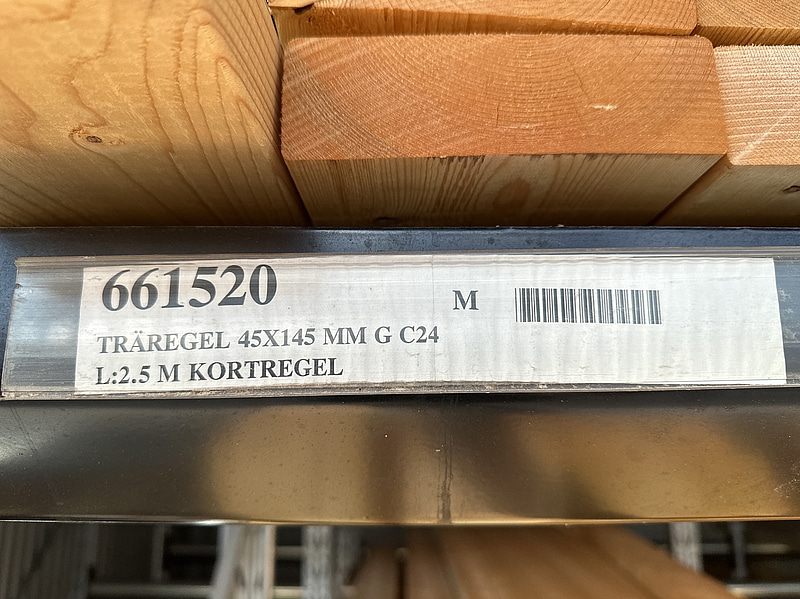 661520
M
TRÄREGEL 45X145 MM G C24
L:2.5 M KORTREGEL